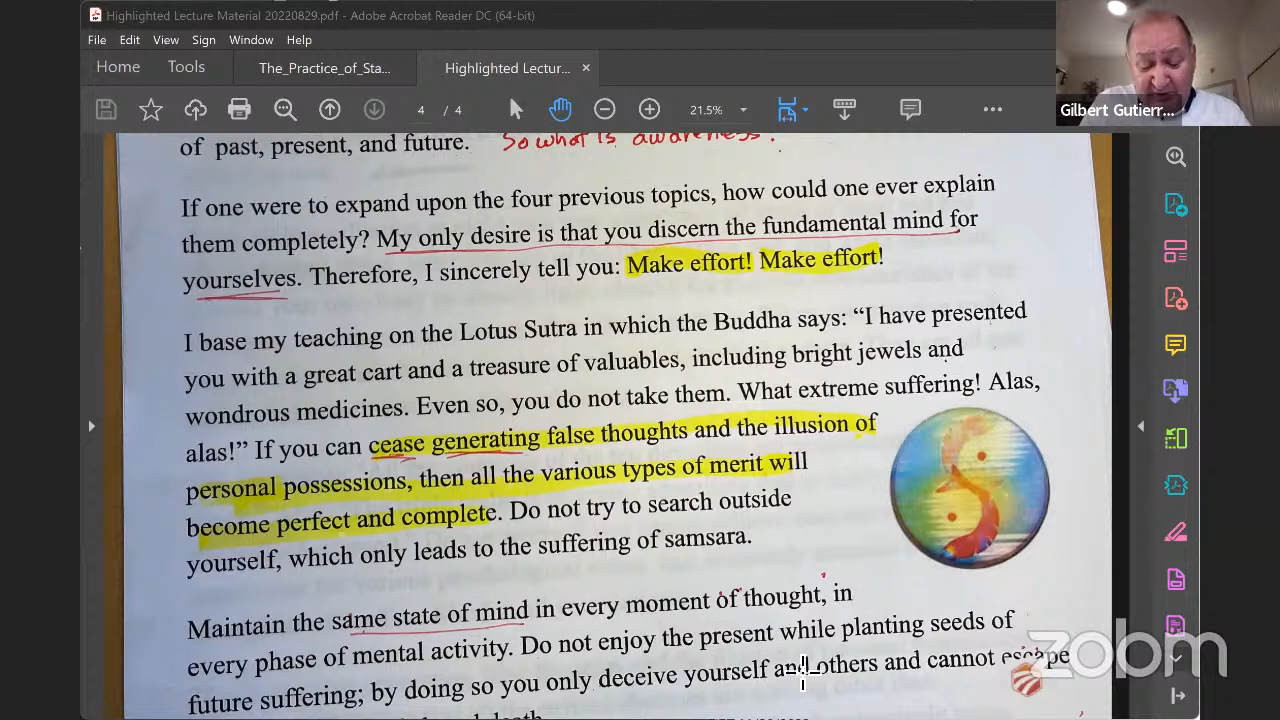 Highlighted Lecture Material 20220829.pdf - Adobe Acrobat Reader DC (64-bit)
File Edit View Sign Window Help
Home Tools The_Practice_of_Sta... Highlighted Lectur... ×
4 / 4 21.5%
Gilbert Gutierr...
of past, present, and future. So what is awareness?
If one were to expand upon the four previous topics, how could one ever explain
them completely? My only desire is that you discern the fundamental mind for
yourselves. Therefore, I sincerely tell you: Make effort! Make effort!
I base my teaching on the Lotus Sutra in which the Buddha says: “I have presented
you with a great cart and a treasure of valuables, including bright jewels and
wondrous medicines. Even so, you do not take them. What extreme suffering! Alas,
alas!” If you can cease generating false thoughts and the illusion of
personal possessions, then all the various types of merit will
become perfect and complete. Do not try to search outside
yourself, which only leads to the suffering of samsara.
Maintain the same state of mind in every moment of thought, in
every phase of mental activity. Do not enjoy the present while planting seeds of
future suffering; by doing so you only deceive yourself and others and cannot escape
zoom